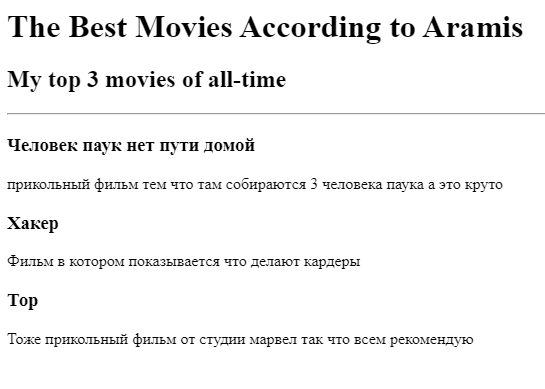 The Best Movies According to Aramis
My top 3 movies of all-time
Человек паук нет пути домой
прикольный фильм тем что там собираются 3 человека паука а это круто
Хакер
Фильм в котором показывается что делают кардеры
Тор
Тоже прикольный фильм от студии марвел так что всем рекомендую